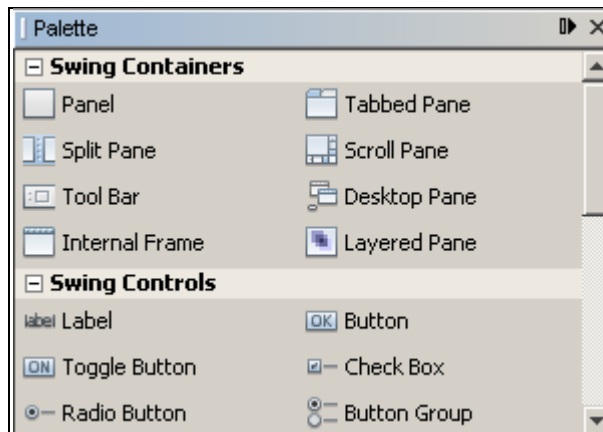 Palette
Swing Containers
Panel Tabbed Pane
Split Pane Scroll Pane
Tool Bar Desktop Pane
Internal Frame Layered Pane
Swing Controls
label Label OK Button
ON Toggle Button Check Box
Radio Button Button Group